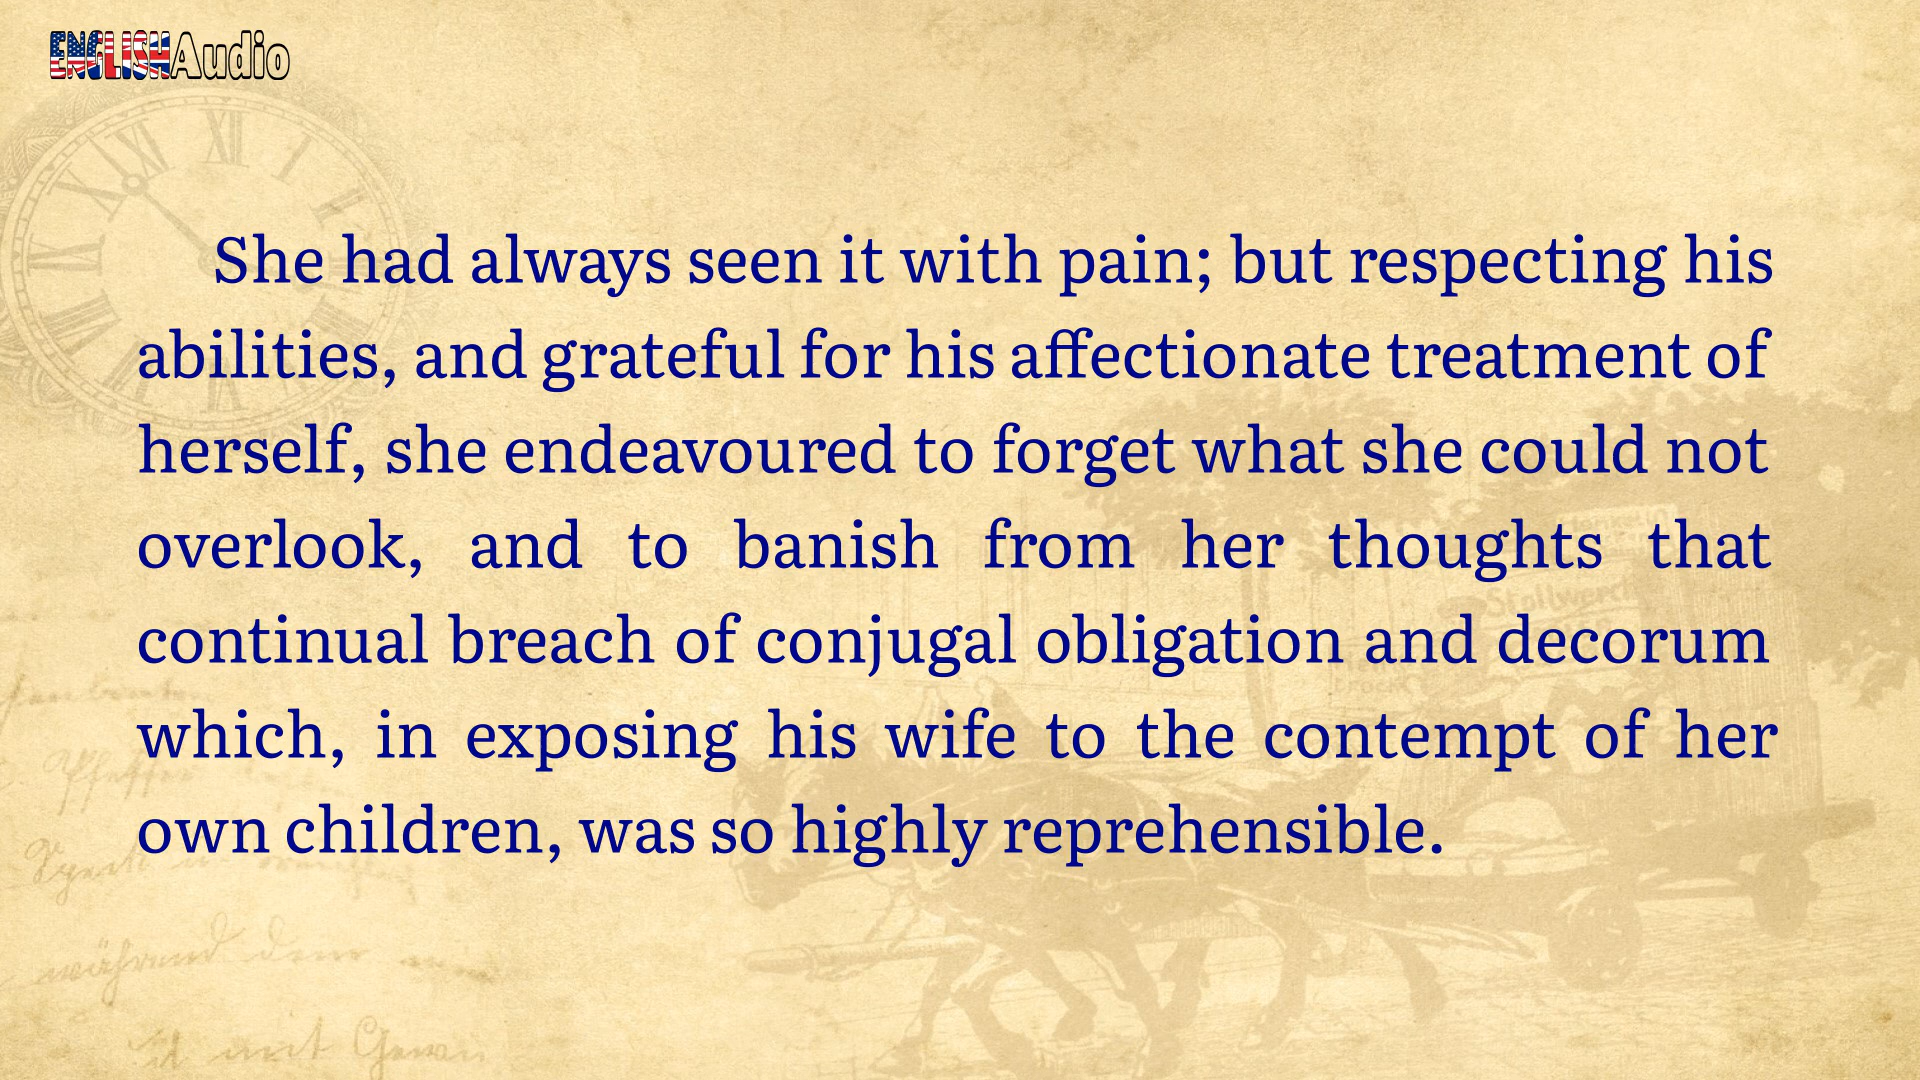 ENGLISHAudio
She had always seen it with pain; but respecting his
abilities, and grateful for his affectionate treatment of
herself, she endeavoured to forget what she could not
overlook, and to banish from her thoughts that
continual breach of conjugal obligation and decorum
which, in exposing his wife to the contempt of her
own children, was so highly reprehensible.
während dem